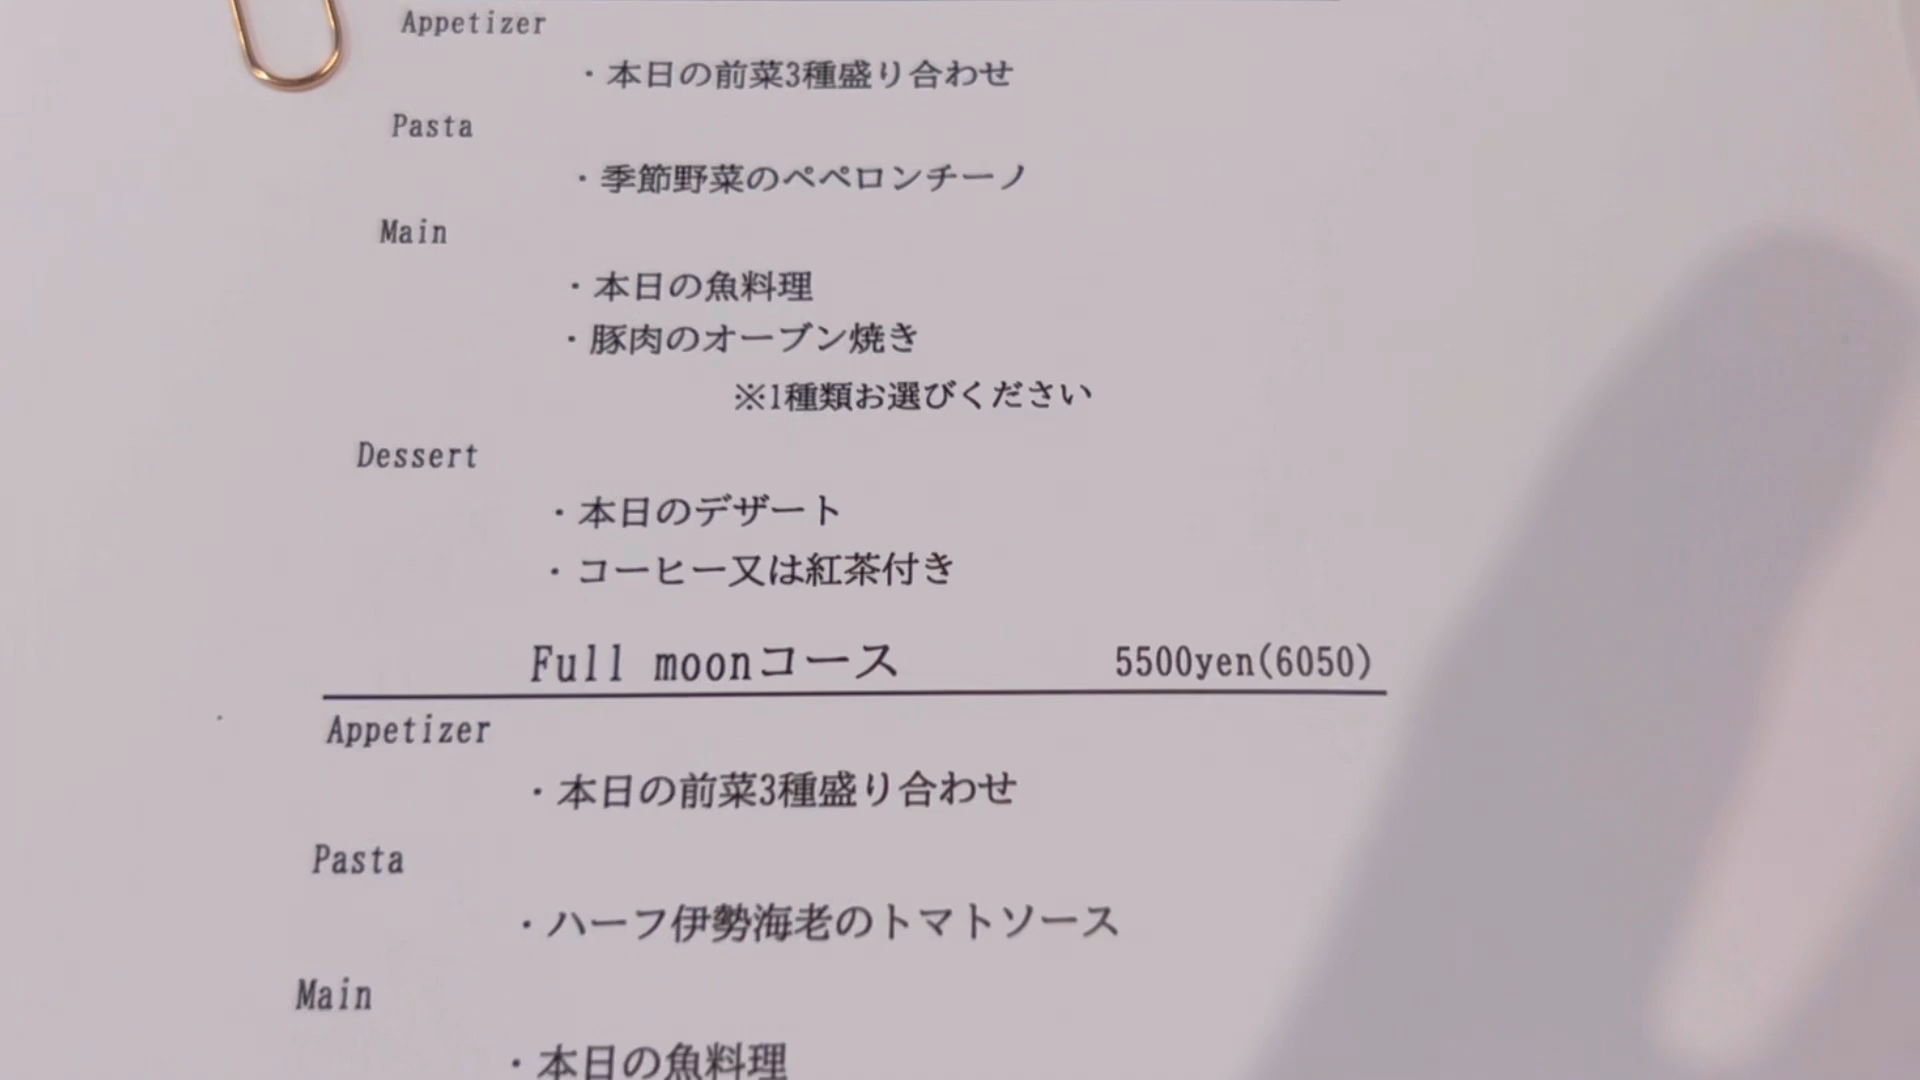 Appetizer
・本日の前菜3種盛り合わせ
Pasta
・季節野菜のペペロンチーノ
Main
・本日の魚料理
・豚肉のオーブン焼き
※1種類お選びください
Dessert
・本日のデザート
・コーヒー又は紅茶付き
Full moonコース 5500yen(6050)
Appetizer
・本日の前菜3種盛り合わせ
Pasta
・ハーフ伊勢海老のトマトソース
Main
・本日の魚料理